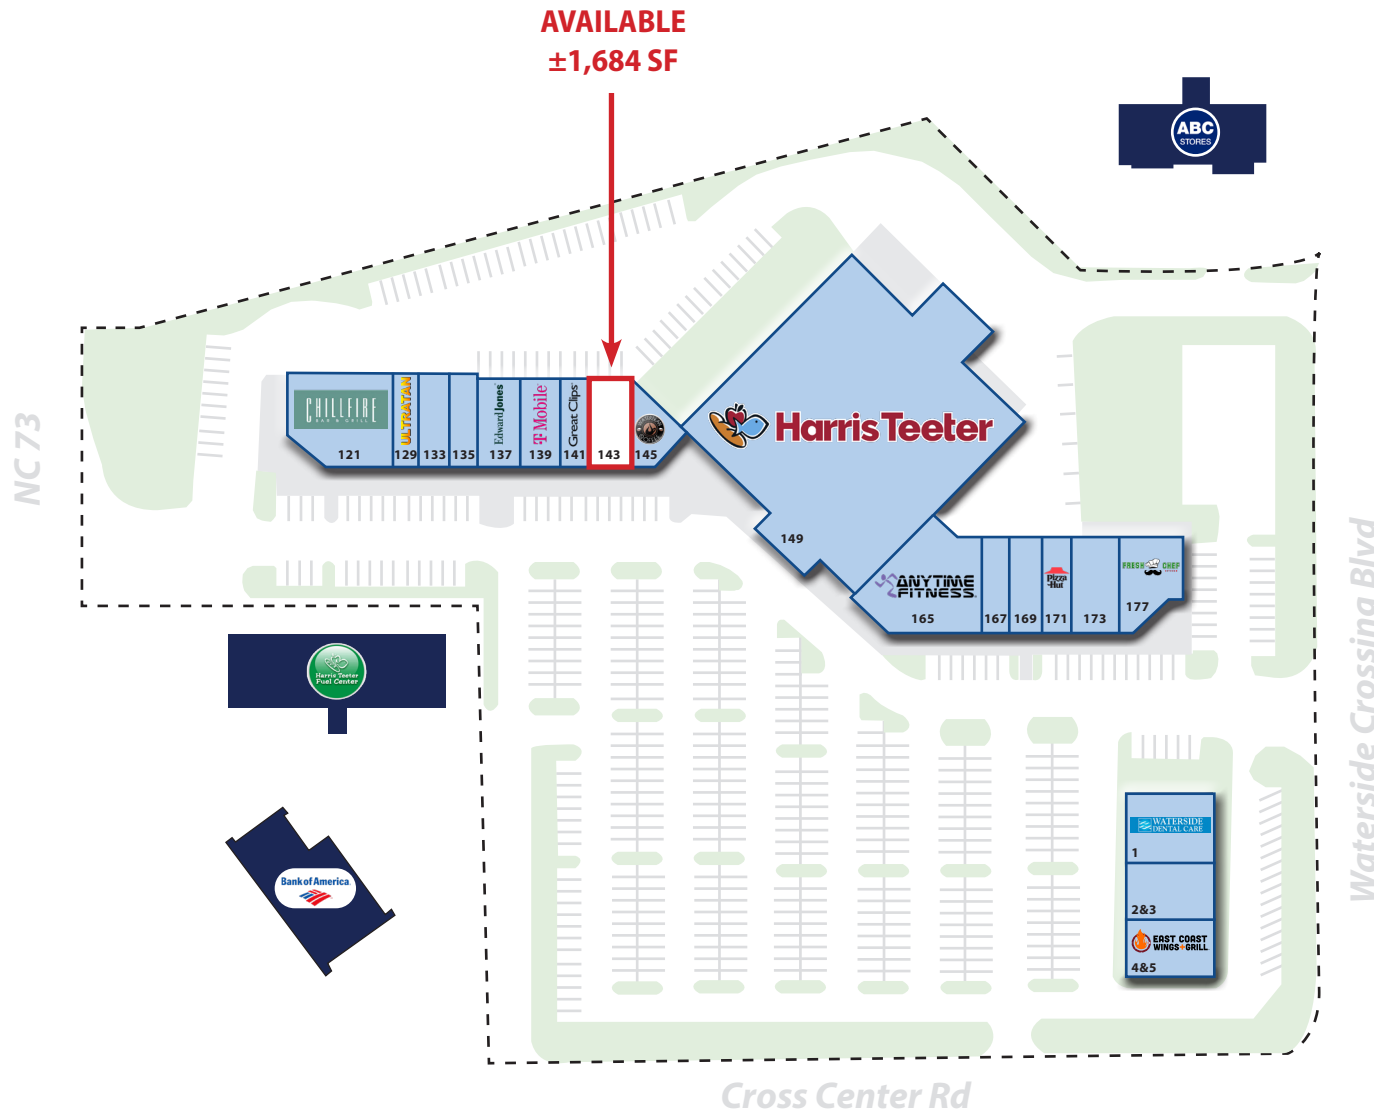 AVAILABLE
±1,684 SF
ABC
STORES
NC 73
CHILLFIRE
BAR & GRILL
121
ULTRATAN
129
133
135
Edward Jones
137
T Mobile
139
Great Clips
141
143
145
Harris Teeter
149
ANYTIME
FITNESS
165
167
169
Pizza
Hut
171
173
FRESH CHEF
177
Harris Teeter
Fuel Center
Bank of America
WATERSIDE
DENTAL CARE
1
2&3
EAST COAST
WINGS+GRILL
4&5
Waterside Crossing Blvd
Cross Center Rd